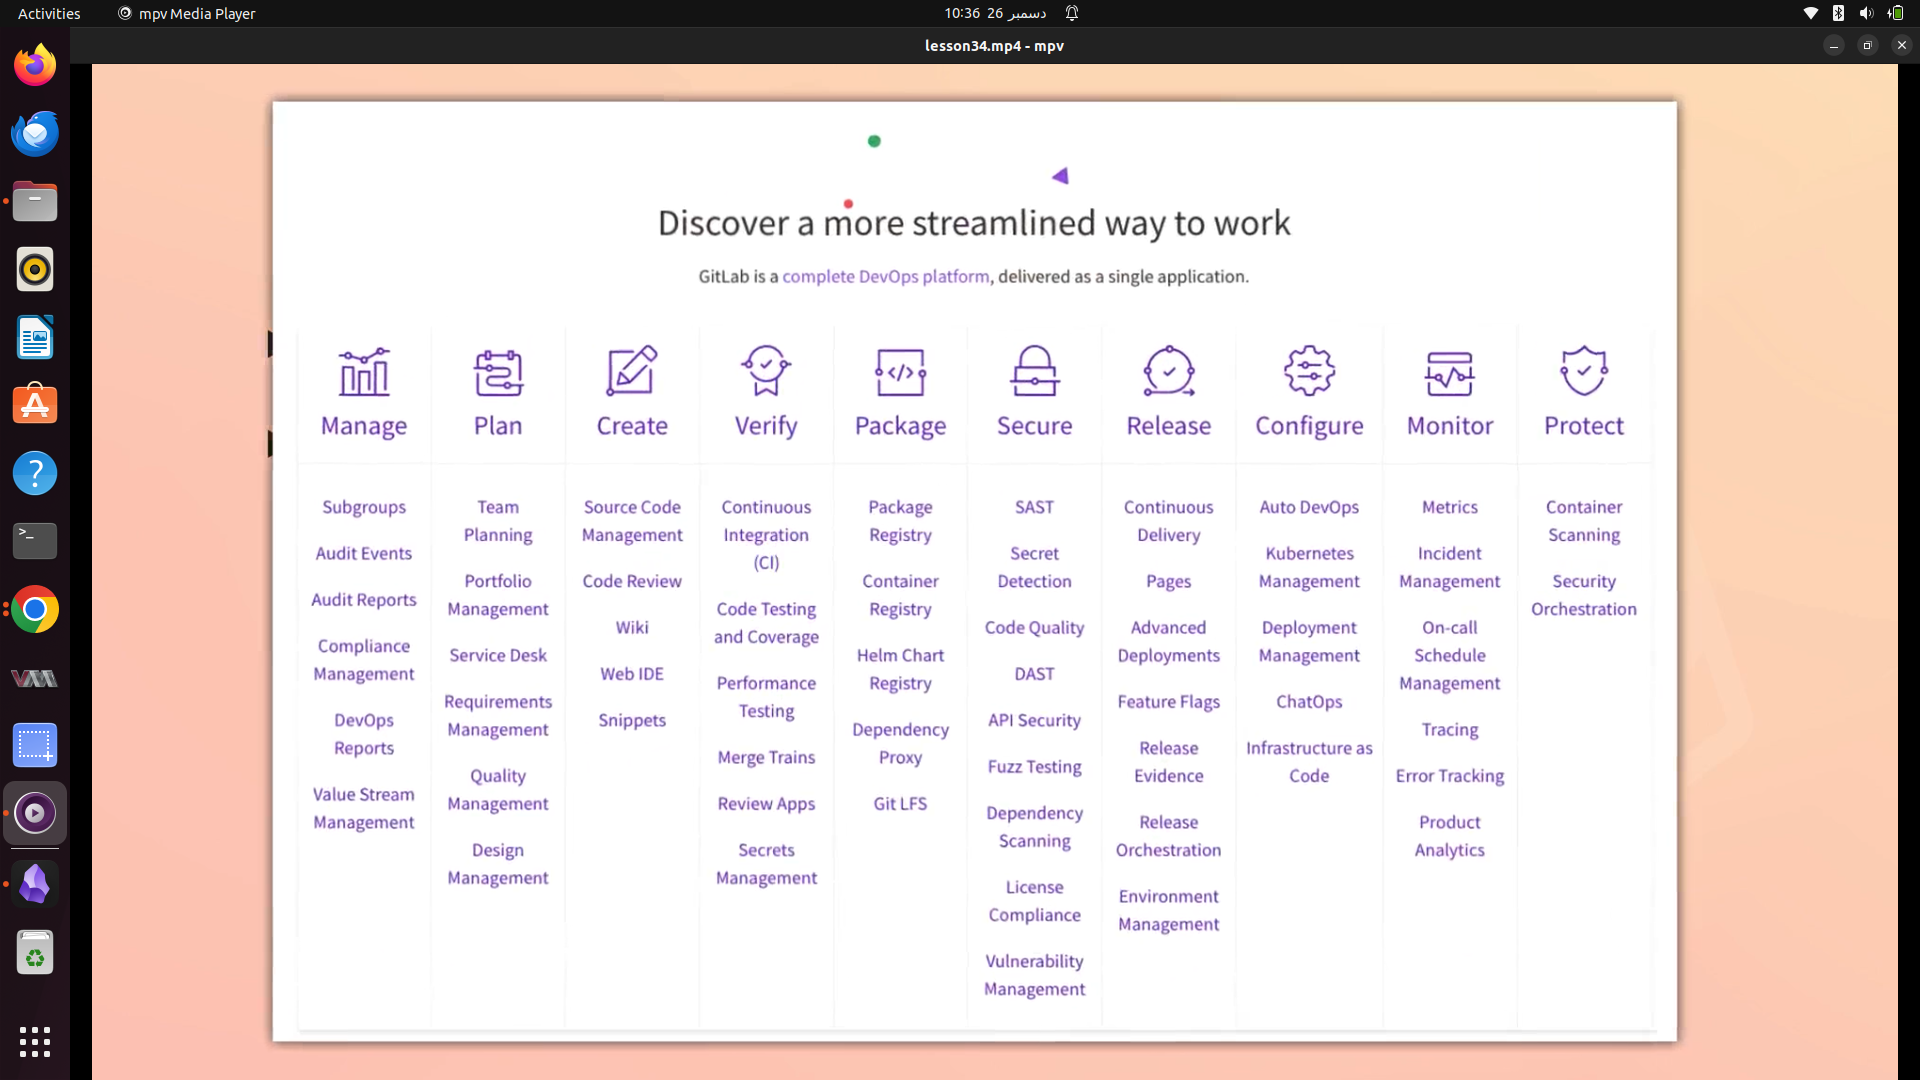 Activities
mpv Media Player
26 دسمبر 10:36
lesson34.mp4 - mpv
Discover a more streamlined way to work
GitLab is a complete DevOps platform, delivered as a single application.
Manage
Subgroups
Audit Events
Audit Reports
Compliance
Management
DevOps
Reports
Value Stream
Management
Plan
Team
Planning
Portfolio
Management
Service Desk
Requirements
Management
Quality
Management
Design
Management
Create
Source Code
Management
Code Review
Wiki
Web IDE
Snippets
Verify
Continuous
Integration
(CI)
Code Testing
and Coverage
Performance
Testing
Merge Trains
Review Apps
Secrets
Management
Package
Package
Registry
Container
Registry
Helm Chart
Registry
Dependency
Proxy
Git LFS
Secure
SAST
Secret
Detection
Code Quality
DAST
API Security
Fuzz Testing
Dependency
Scanning
License
Compliance
Vulnerability
Management
Release
Continuous
Delivery
Pages
Advanced
Deployments
Feature Flags
Release
Evidence
Release
Orchestration
Environment
Management
Configure
Auto DevOps
Kubernetes
Management
Deployment
Management
ChatOps
Infrastructure as
Code
Monitor
Metrics
Incident
Management
On-call
Schedule
Management
Tracing
Error Tracking
Product
Analytics
Protect
Container
Scanning
Security
Orchestration